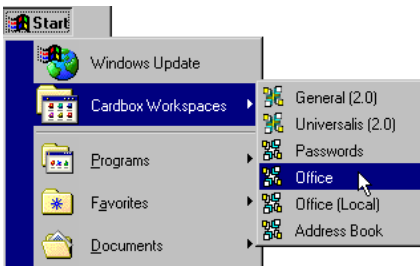 Start
Windows Update
Cardbox Workspaces
Programs
Favorites
Documents
General (2.0)
Universalis (2.0)
Passwords
Office
Office (Local)
Address Book